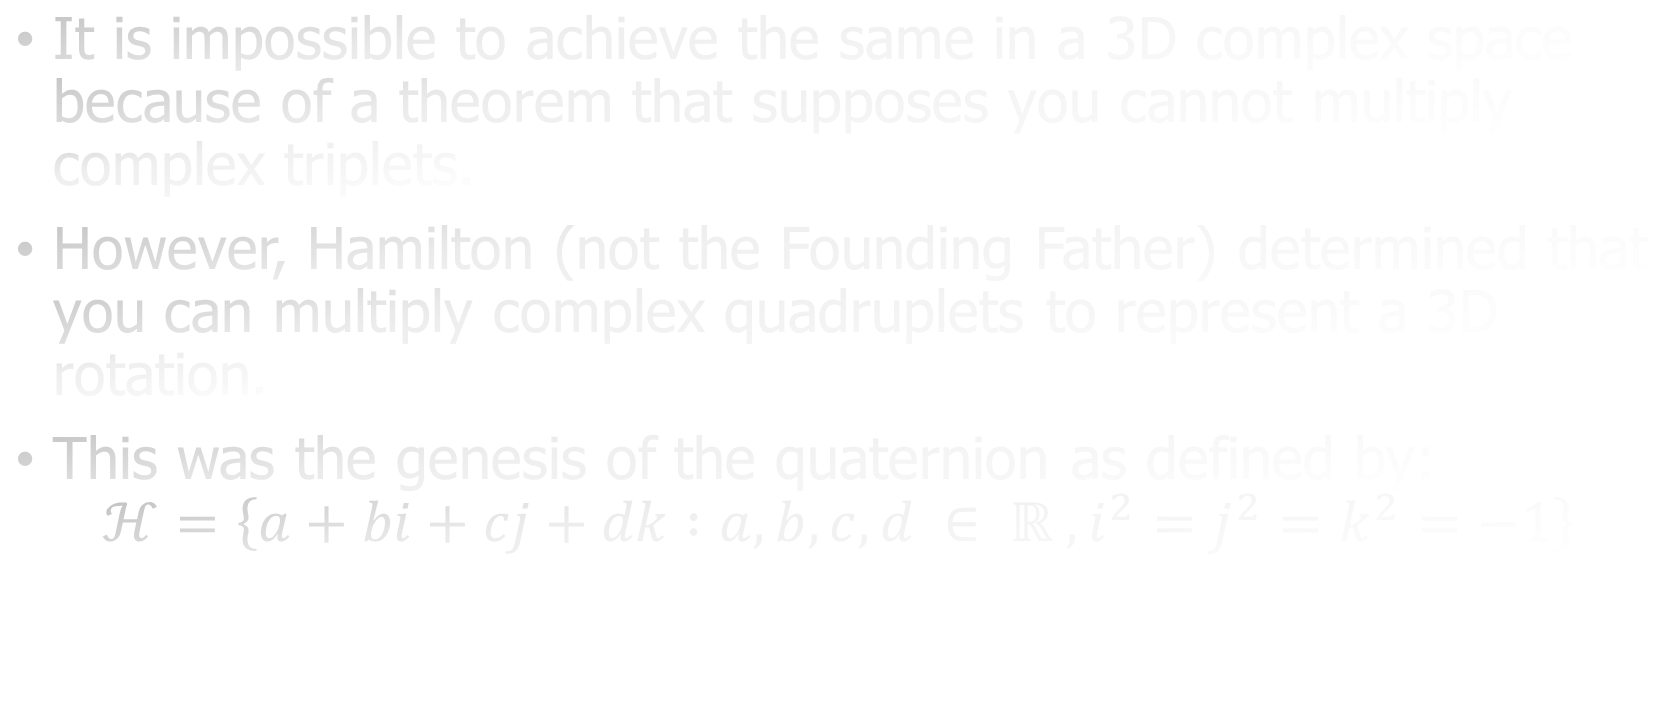 • It is impossible to achieve the same in a 3D complex space
because of a theorem that supposes you cannot multiply
complex triplets.
• However, Hamilton (not the Founding Father) determined that
you can multiply complex quadruplets to represent a 3D
rotation.
• This was the genesis of the quaternion as defined by:
ℋ = {a + bi + cj + dk : a, b, c, d ∈ ℝ, i² = j² = k² = −1}